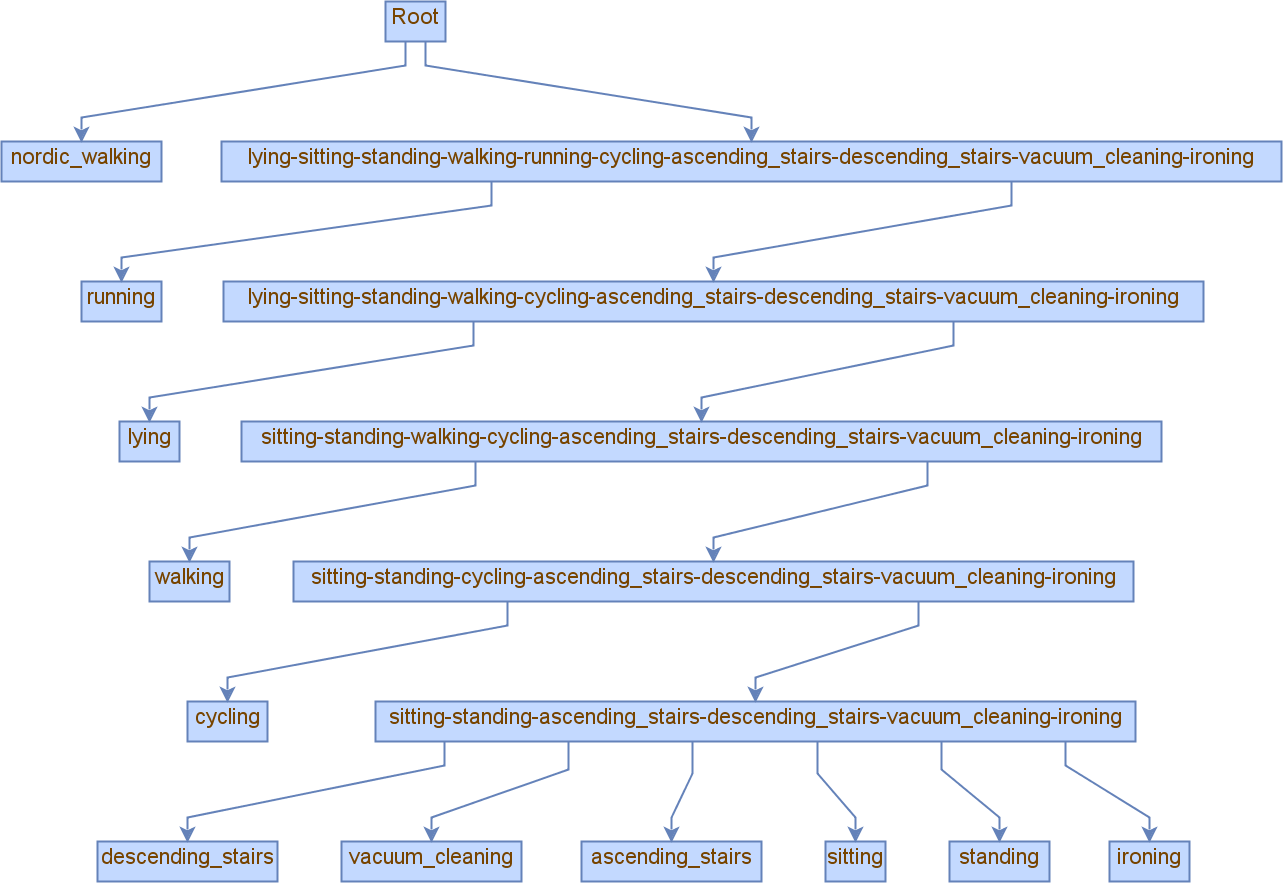 Root
nordic_walking
lying-sitting-standing-walking-running-cycling-ascending_stairs-descending_stairs-vacuum_cleaning-ironing
running
lying-sitting-standing-walking-cycling-ascending_stairs-descending_stairs-vacuum_cleaning-ironing
lying
sitting-standing-walking-cycling-ascending_stairs-descending_stairs-vacuum_cleaning-ironing
walking
sitting-standing-cycling-ascending_stairs-descending_stairs-vacuum_cleaning-ironing
cycling
sitting-standing-ascending_stairs-descending_stairs-vacuum_cleaning-ironing
descending_stairs
vacuum_cleaning
ascending_stairs
sitting
standing
ironing